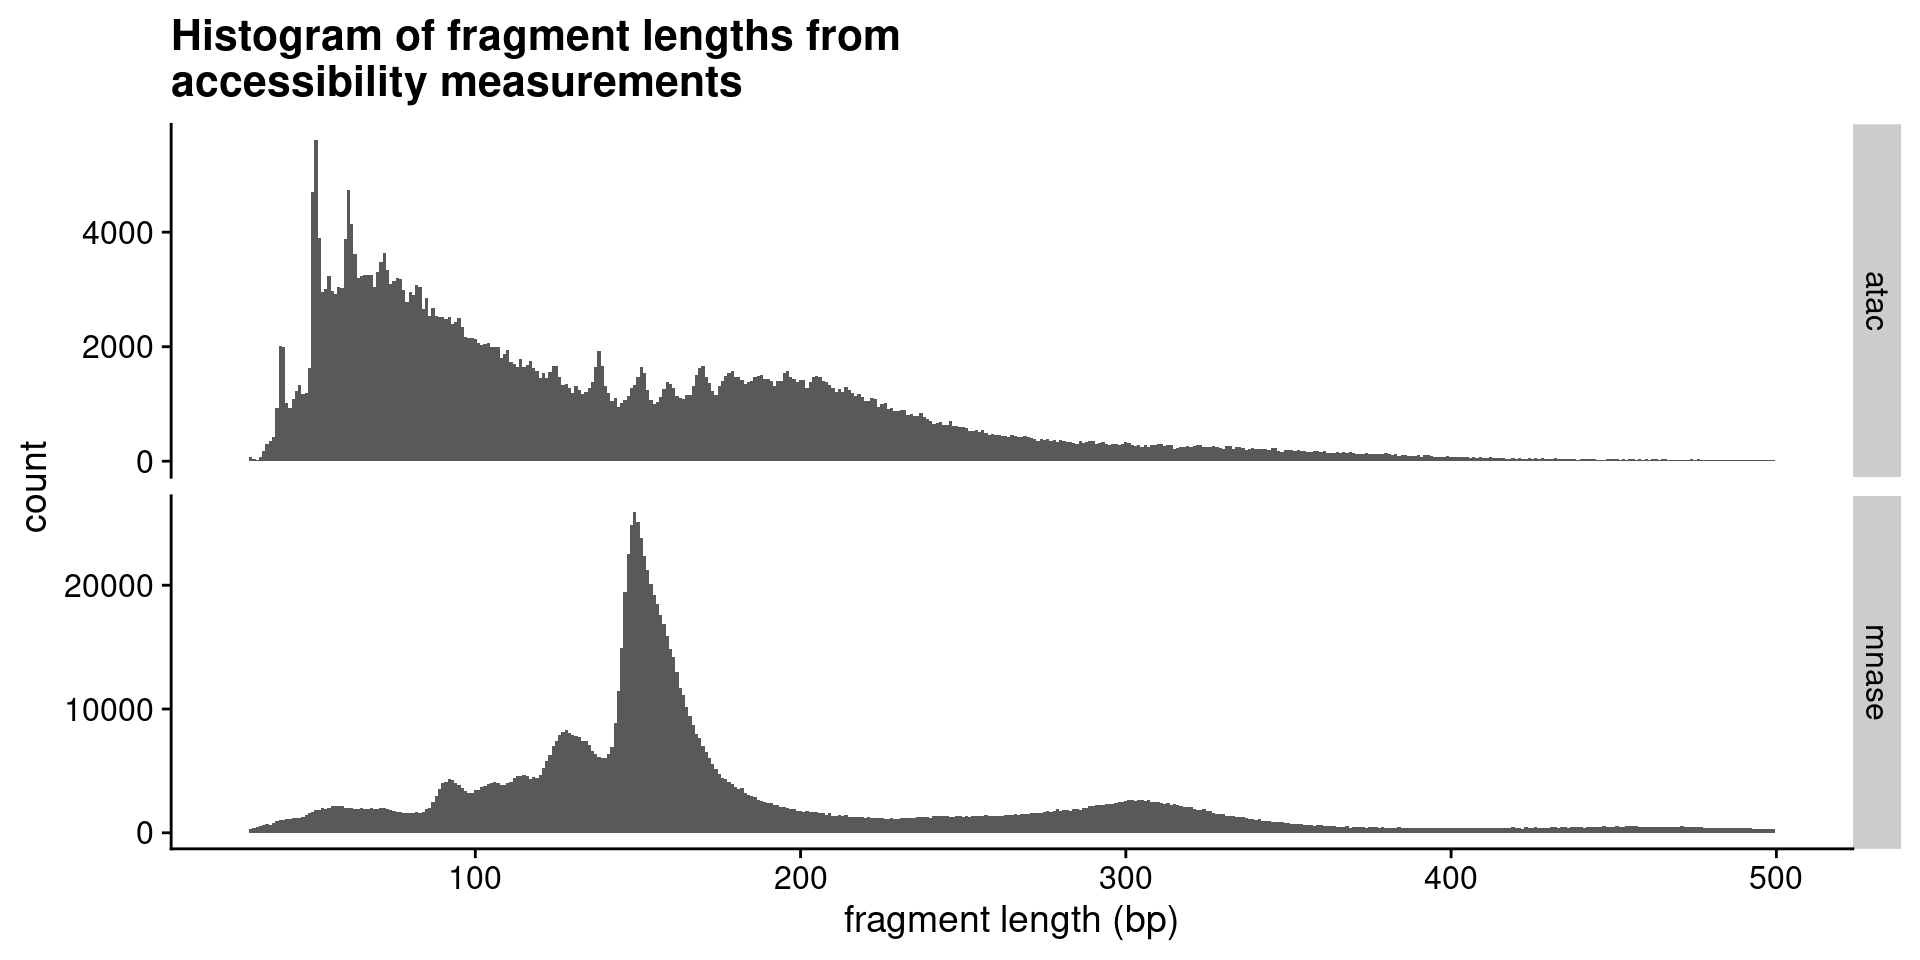 Histogram of fragment lengths from
accessibility measurements
count
4000
2000
0
atac
20000
10000
0
mnase
100 200 300 400 500
fragment length (bp)